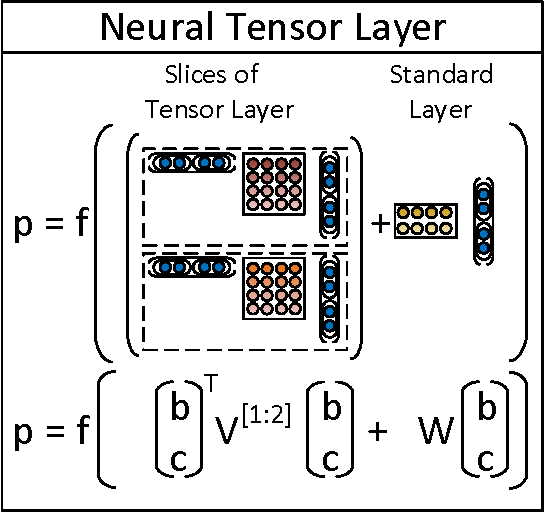 Neural Tensor Layer
Slices of Tensor Layer
Standard Layer
p = f ( ( ) + )
p = f ( [b c]^T V^[1:2] [b c] + W [b c] )